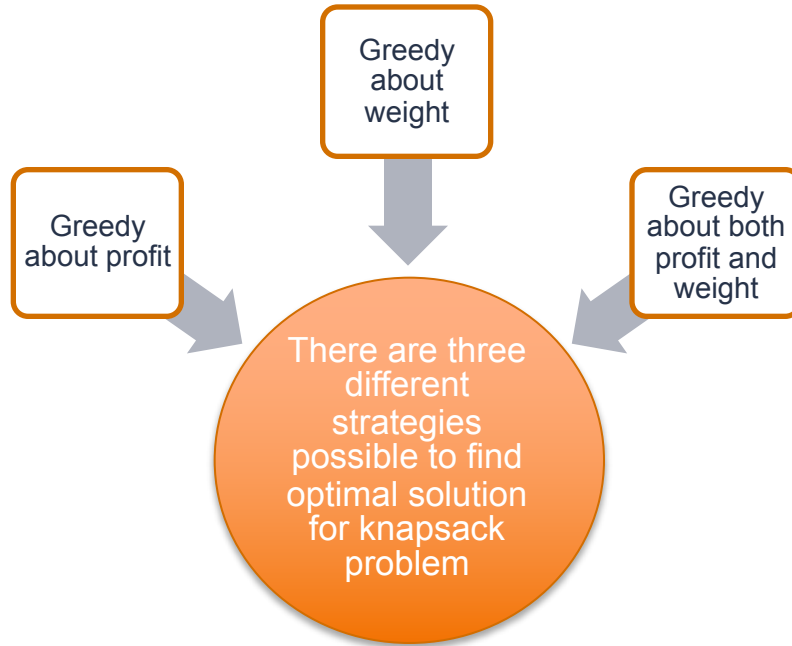 Greedy
about
weight
Greedy
about profit
Greedy
about both
profit and
weight
There are three
different
strategies
possible to find
optimal solution
for knapsack
problem